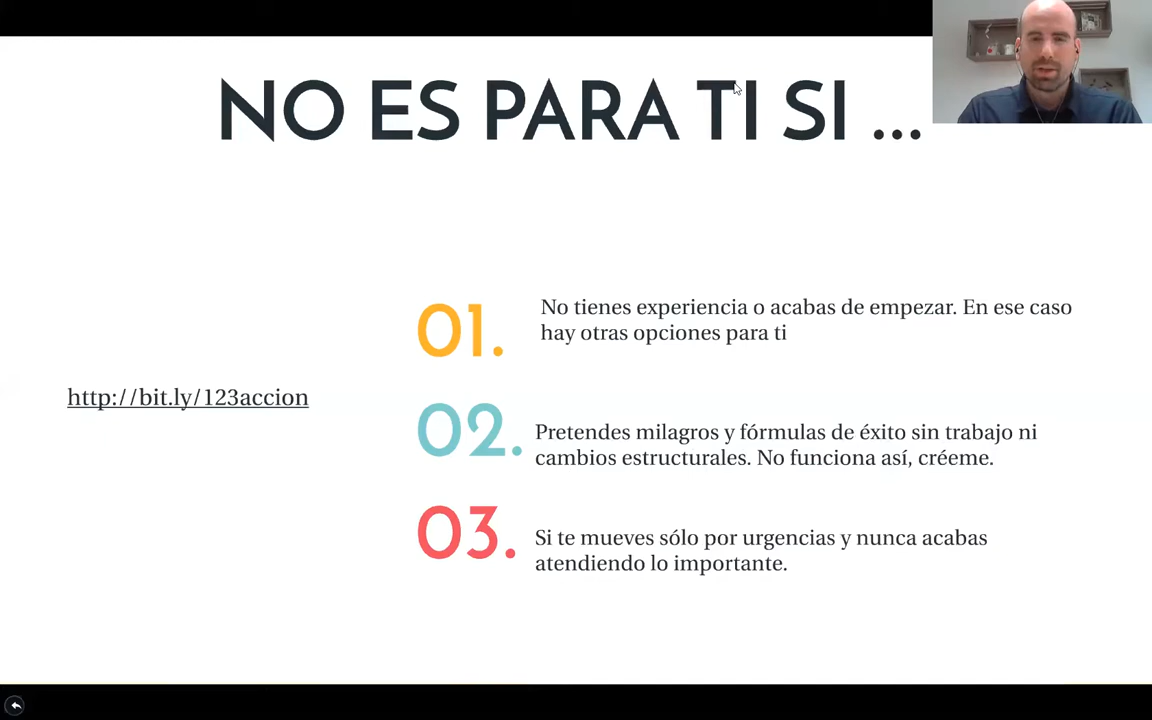 NO ES PARA TI SI ...
http://bit.ly/123accion
01.
No tienes experiencia o acabas de empezar. En ese caso
hay otras opciones para ti
02.
Pretendes milagros y fórmulas de éxito sin trabajo ni
cambios estructurales. No funciona así, créeme.
03.
Si te mueves sólo por urgencias y nunca acabas
atendiendo lo importante.